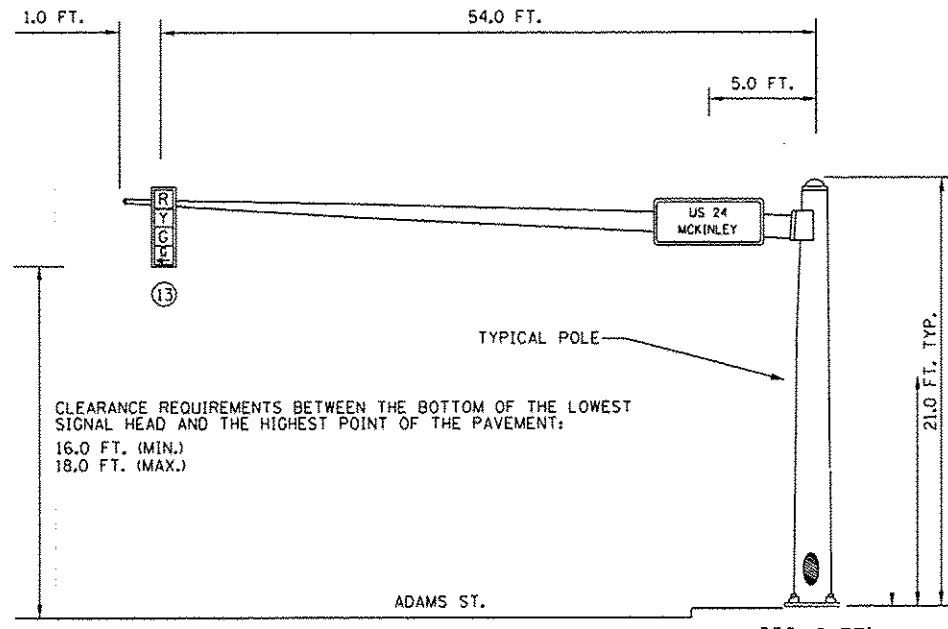 1.0 FT.
54.0 FT.
5.0 FT.
R
Y
G
G
US 24
MCKINLEY
13
TYPICAL POLE
21.0 FT. TYP.
CLEARANCE REQUIREMENTS BETWEEN THE BOTTOM OF THE LOWEST
SIGNAL HEAD AND THE HIGHEST POINT OF THE PAVEMENT:
16.0 FT. (MIN.)
18.0 FT. (MAX.)
ADAMS ST.